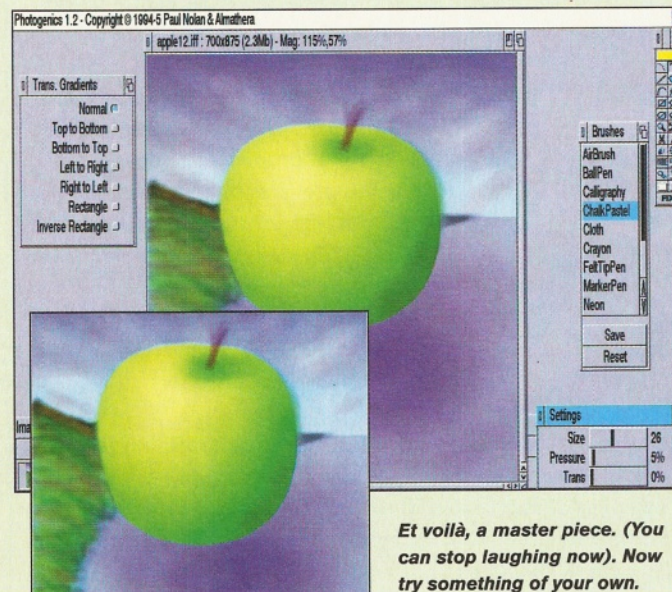 Photogenics 1.2 - Copyright © 1994-5 Paul Nolan & Almathera
apple12.iff : 700x875 (2.3Mb) - Mag: 115%,57%
Trans. Gradients
Normal
Top to Bottom
Bottom to Top
Left to Right
Right to Left
Rectangle
Inverse Rectangle
Brushes
AirBrush
BallPen
Calligraphy
ChalkPastel
Cloth
Crayon
FeltTipPen
MarkerPen
Neon
Save
Reset
Ima
Settings
Size 26
Pressure 5%
Trans 0%
Et voilà, a master piece. (You
can stop laughing now). Now
try something of your own.